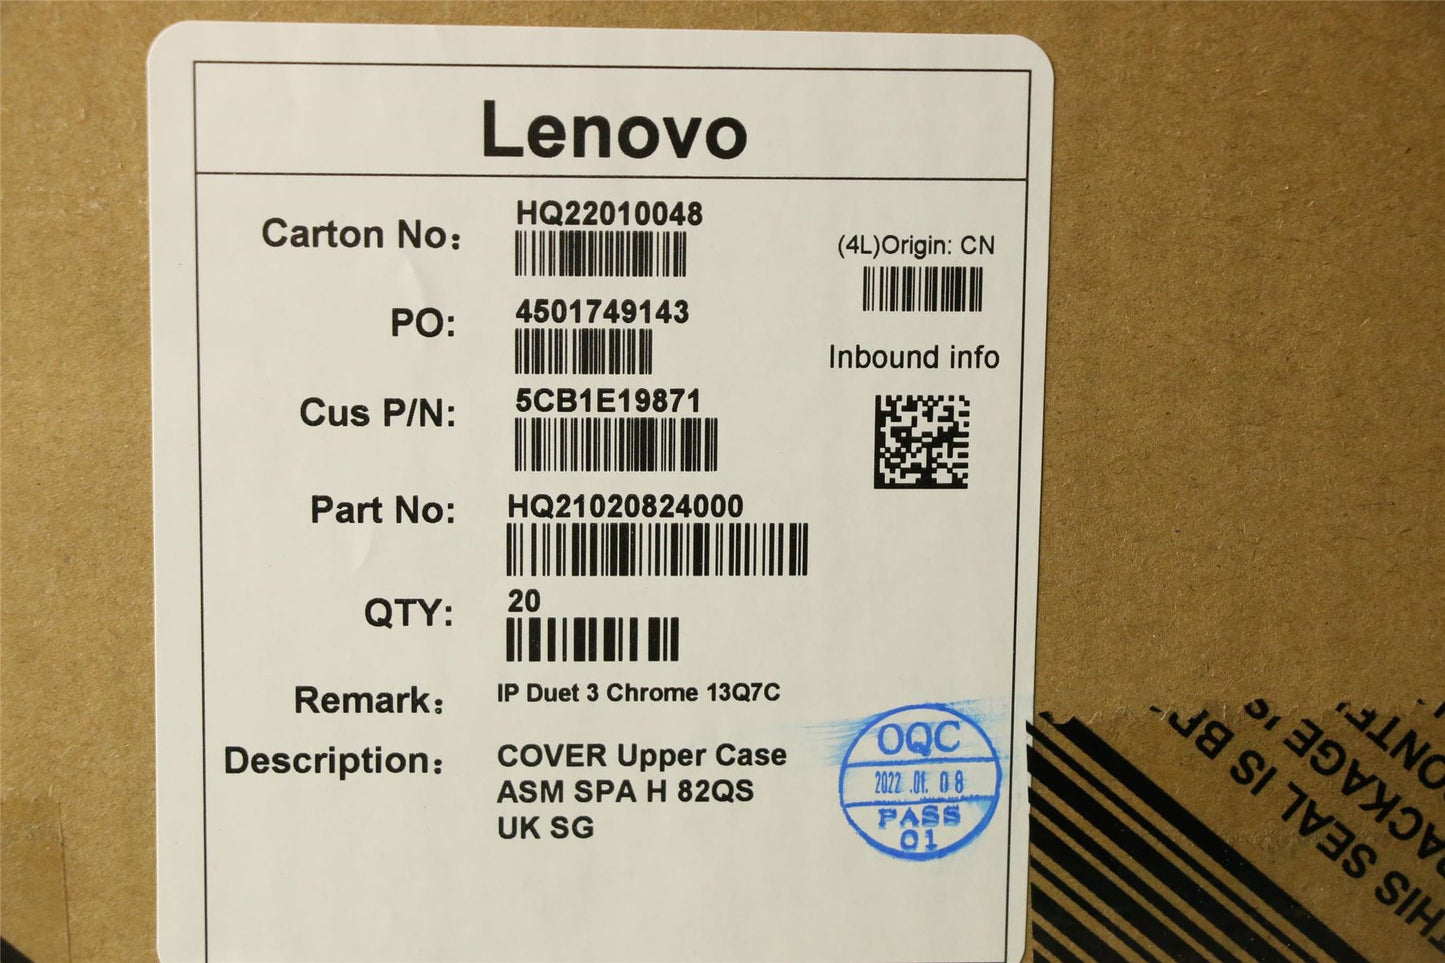 Lenovo
Carton No: HQ22010048
(4L)Origin: CN
PO: 4501749143
Inbound info
Cus P/N: 5CB1E19871
Part No: HQ21020824000
QTY: 20
Remark: IP Duet 3 Chrome 13Q7C
Description: COVER Upper Case
ASM SPA H 82QS
UK SG
OQC
2022.01.08
PASS
01
THIS SEAL IS